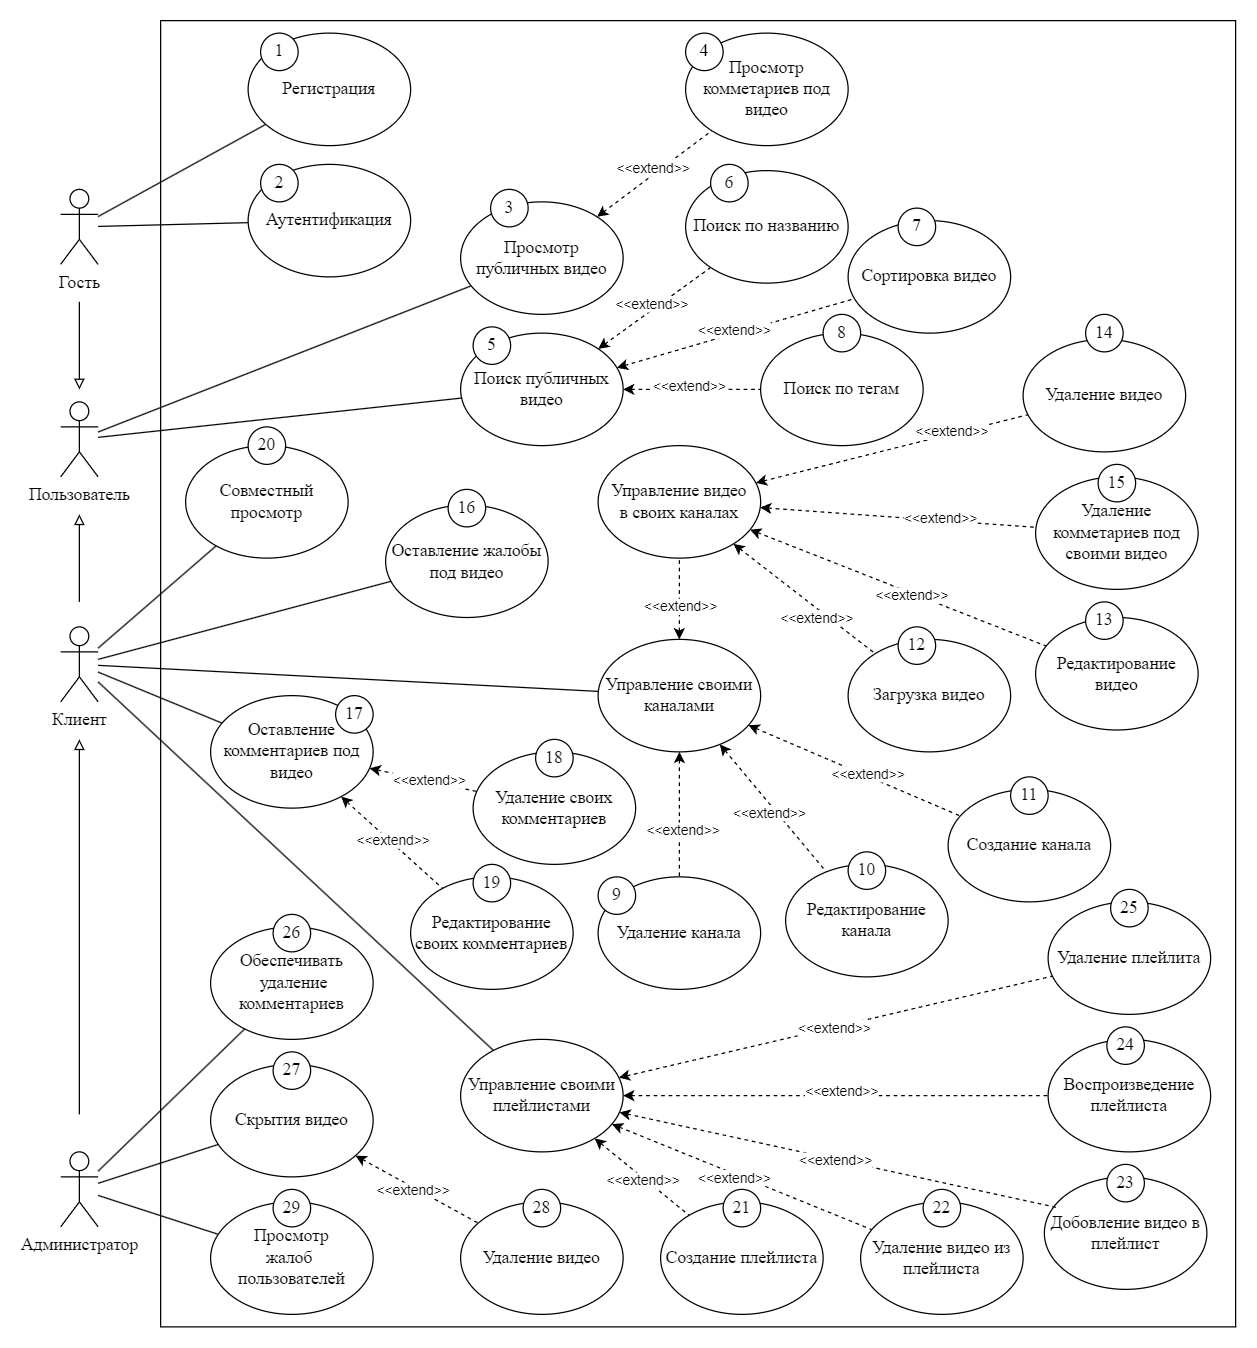 1
Регистрация
2
Аутентификация
Гость
3
Просмотр
публичных видео
4
Просмотр
комметариев под
видео
<<extend>>
5
Поиск публичных
видео
6
Поиск по названию
<<extend>>
7
Сортировка видео
<<extend>>
8
Поиск по тегам
<<extend>>
Пользователь
20
Совместный
просмотр
16
Оставление жалобы
под видео
Управление видео
в своих каналах
14
Удаление видео
<<extend>>
15
Удаление
комметариев под
своими видео
<<extend>>
13
Редактирование
видео
<<extend>>
12
Загрузка видео
<<extend>>
<<extend>>
Управление своими
каналами
Клиент
17
Оставление
комментариев под
видео
18
Удаление своих
комментариев
<<extend>>
19
Редактирование
своих комментариев
<<extend>>
9
Удаление канала
<<extend>>
10
Редактирование
канала
<<extend>>
11
Создание канала
<<extend>>
26
Обеспечивать
удаление
комментариев
27
Скрытия видео
29
Просмотр
жалоб
пользователей
Администратор
28
Удаление видео
<<extend>>
Управление своими
плейлистами
25
Удаление плейлита
<<extend>>
24
Воспроизведение
плейлиста
<<extend>>
23
Добовление видео в
плейлист
<<extend>>
22
Удаление видео из
плейлиста
<<extend>>
21
Создание плейлиста
<<extend>>